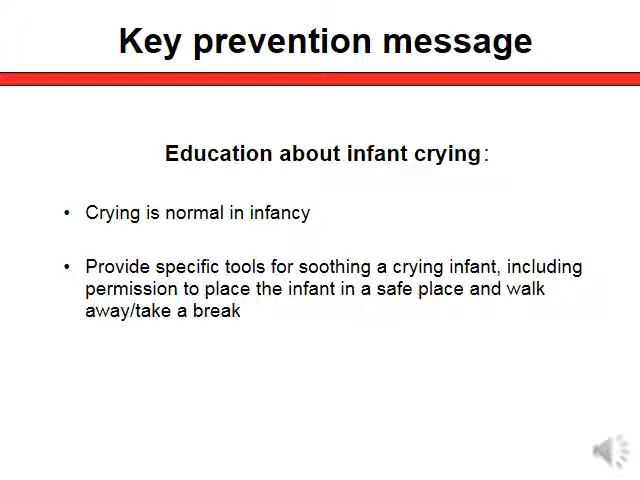 Key prevention message
Education about infant crying:
• Crying is normal in infancy
• Provide specific tools for soothing a crying infant, including
permission to place the infant in a safe place and walk
away/take a break